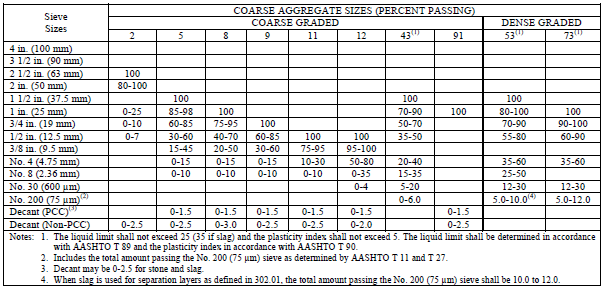 COARSE AGGREGATE SIZES (PERCENT PASSING)
Sieve Sizes COARSE GRADED DENSE GRADED
2 5 8 9 11 12 43(1) 91 53(1) 73(1)
4 in. (100 mm)
3 1/2 in. (90 mm)
2 1/2 in. (63 mm) 100
2 in. (50 mm) 80-100
1 1/2 in. (37.5 mm) 100 100 100
1 in. (25 mm) 0-25 85-98 100 70-90 100 80-100 100
3/4 in. (19 mm) 0-10 60-85 75-95 100 50-70 70-90 90-100
1/2 in. (12.5 mm) 0-7 30-60 40-70 60-85 100 100 35-50 55-80 60-90
3/8 in. (9.5 mm) 15-45 20-50 30-60 75-95 95-100
No. 4 (4.75 mm) 0-15 0-15 0-15 10-30 50-80 20-40 35-60 35-60
No. 8 (2.36 mm) 0-10 0-10 0-10 0-10 0-35 15-35 25-50
No. 30 (600 µm) 0-4 5-20 12-30 12-30
No. 200 (75 µm)(2) 0-6.0 5.0-10.0(4) 5.0-12.0
Decant (PCC)(3) 0-1.5 0-1.5 0-1.5 0-1.5 0-1.5 0-1.5
Decant (Non-PCC) 0-2.5 0-2.5 0-3.0 0-2.5 0-2.5 0-2.0 0-2.5
Notes: 1. The liquid limit shall not exceed 25 (35 if slag) and the plasticity index shall not exceed 5. The liquid limit shall be determined in accordance
with AASHTO T 89 and the plasticity index in accordance with AASHTO T 90.
2. Includes the total amount passing the No. 200 (75 µm) sieve as determined by AASHTO T 11 and T 27.
3. Decant may be 0-2.5 for stone and slag.
4. When slag is used for separation layers as defined in 302.01, the total amount passing the No. 200 (75 µm) sieve shall be 10.0 to 12.0.